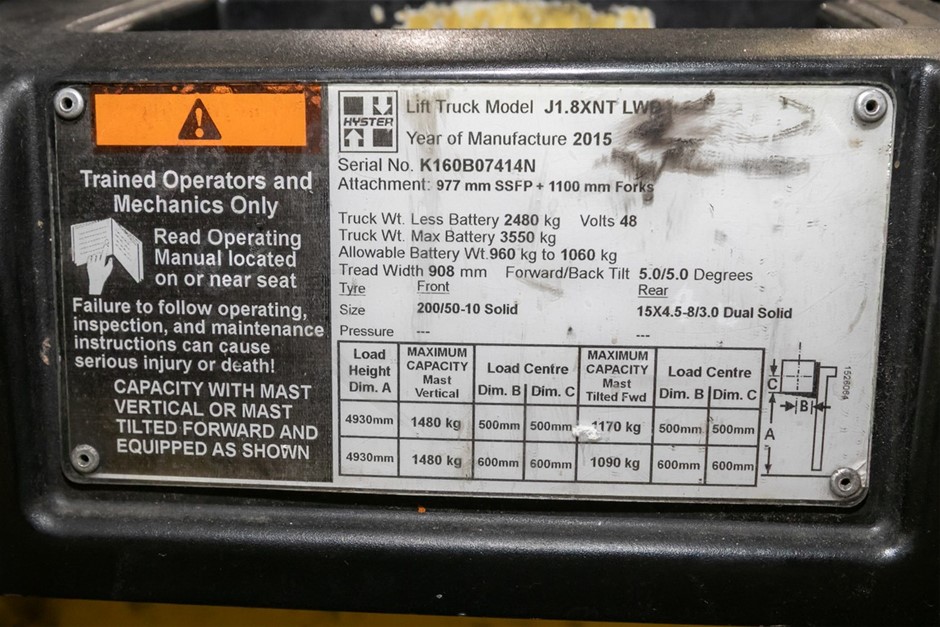 Trained Operators and
Mechanics Only
Read Operating
Manual located
on or near seat
Failure to follow operating,
inspection, and maintenance
instructions can cause
serious injury or death!
CAPACITY WITH MAST
VERTICAL OR MAST
TILTED FORWARD AND
EQUIPPED AS SHOWN
HYSTER
Lift Truck Model J1.8XNT
Year of Manufacture 2015
Serial No. K160B07414N
Attachment: 977 mm SSFP + 1100 mm Forks
Truck Wt. Less Battery 2480 kg Volts 48
Truck Wt. Max Battery 3550 kg
Allowable Battery Wt.960 kg to 1060 kg
Tread Width 908 mm Forward/Back Tilt 5.0/5.0 Degrees
Tyre Front Rear
Size 200/50-10 Solid 15X4.5-8/3.0 Dual Solid
Pressure --- ---
Load Height Dim. A MAXIMUM CAPACITY Mast Vertical Load Centre Dim. B Dim. C MAXIMUM CAPACITY Mast Tilted Fwd Load Centre Dim. B Dim. C
4930mm 1480 kg 500mm 500mm 1170 kg 500mm 500mm
4930mm 1480 kg 600mm 600mm 1090 kg 600mm 600mm
C
B
A
1526064